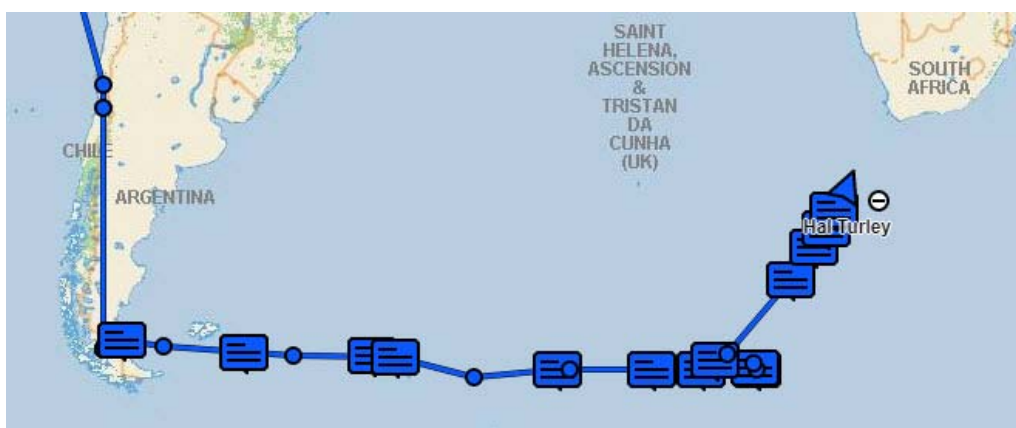 SAINT
HELENA,
ASCENSION
&
TRISTAN
DA
CUNHA
(UK)
SOUTH
AFRICA
CHILE
ARGENTINA
Hal Turley